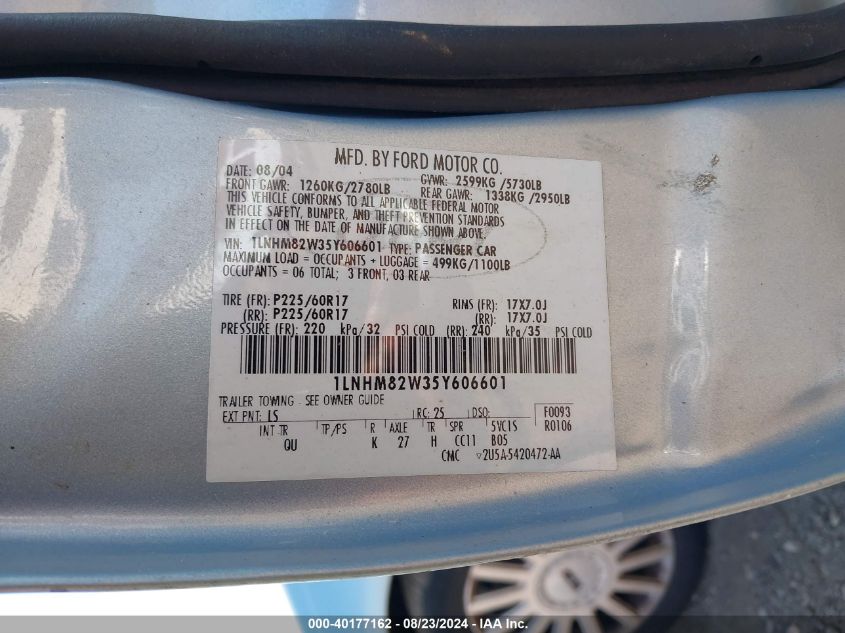 MFD. BY FORD MOTOR CO.
DATE: 08/04 GVWR: 2599KG/5730LB
FRONT GAWR: 1260KG/2780LB REAR GAWR: 1338KG/2950LB
THIS VEHICLE CONFORMS TO ALL APPLICABLE FEDERAL MOTOR
VEHICLE SAFETY, BUMPER, AND THEFT PREVENTION STANDARDS
IN EFFECT ON THE DATE OF MANUFACTURE SHOWN ABOVE.
VIN: 1LNHM82W35Y606601 TYPE: PASSENGER CAR
MAXIMUM LOAD = OCCUPANTS + LUGGAGE = 499KG/1100LB
OCCUPANTS = 06 TOTAL; 3 FRONT, 03 REAR
TIRE (FR): P225/60R17 RIMS (FR): 17X7.0J
(RR): P225/60R17 (RR): 17X7.0J
PRESSURE (FR): 220 kPa/32 PSI COLD (RR): 240 kPa/35 PSI COLD
1LNHM82W35Y606601
TRAILER TOWING - SEE OWNER GUIDE
EXT PNT: LS RC: 25 DSO: F0093
INT TR TP/PS R AXLE TR SPR 5VC1S R0106
QU K 27 H CC11 B05
CMC 2U5A-5420472-AA
000-40177162 - 08/23/2024 - IAA Inc.